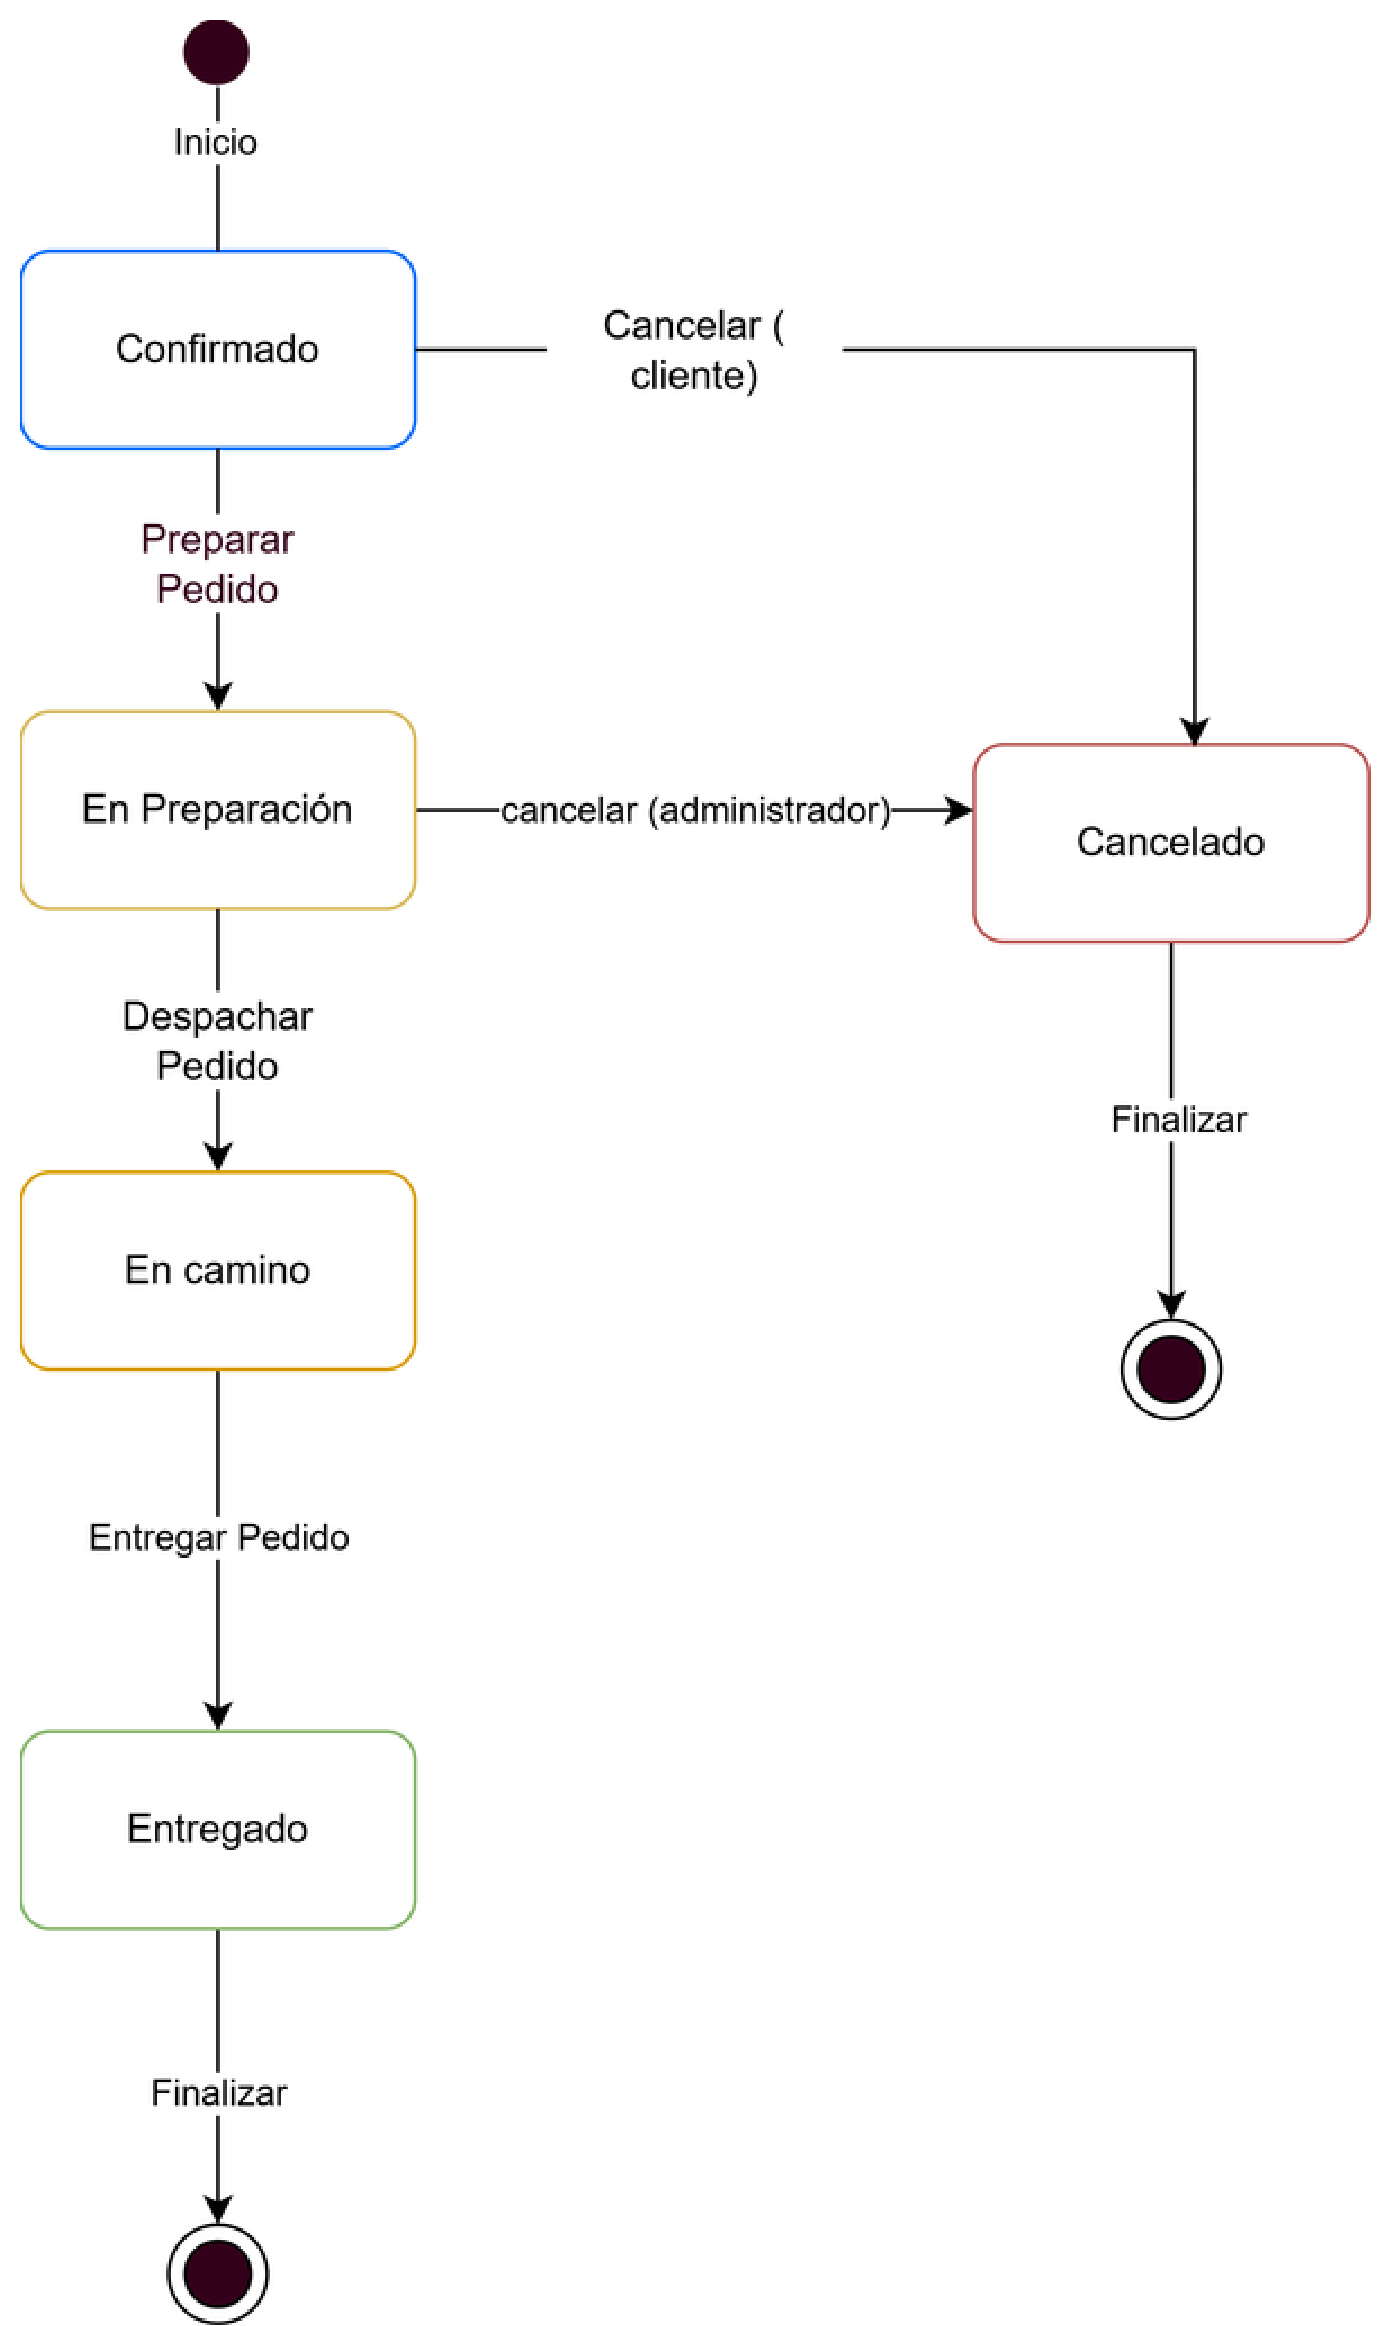 Inicio
Confirmado
Cancelar (
cliente)
Preparar
Pedido
En Preparación
cancelar (administrador)
Cancelado
Despachar
Pedido
Finalizar
En camino
Entregar Pedido
Entregado
Finalizar